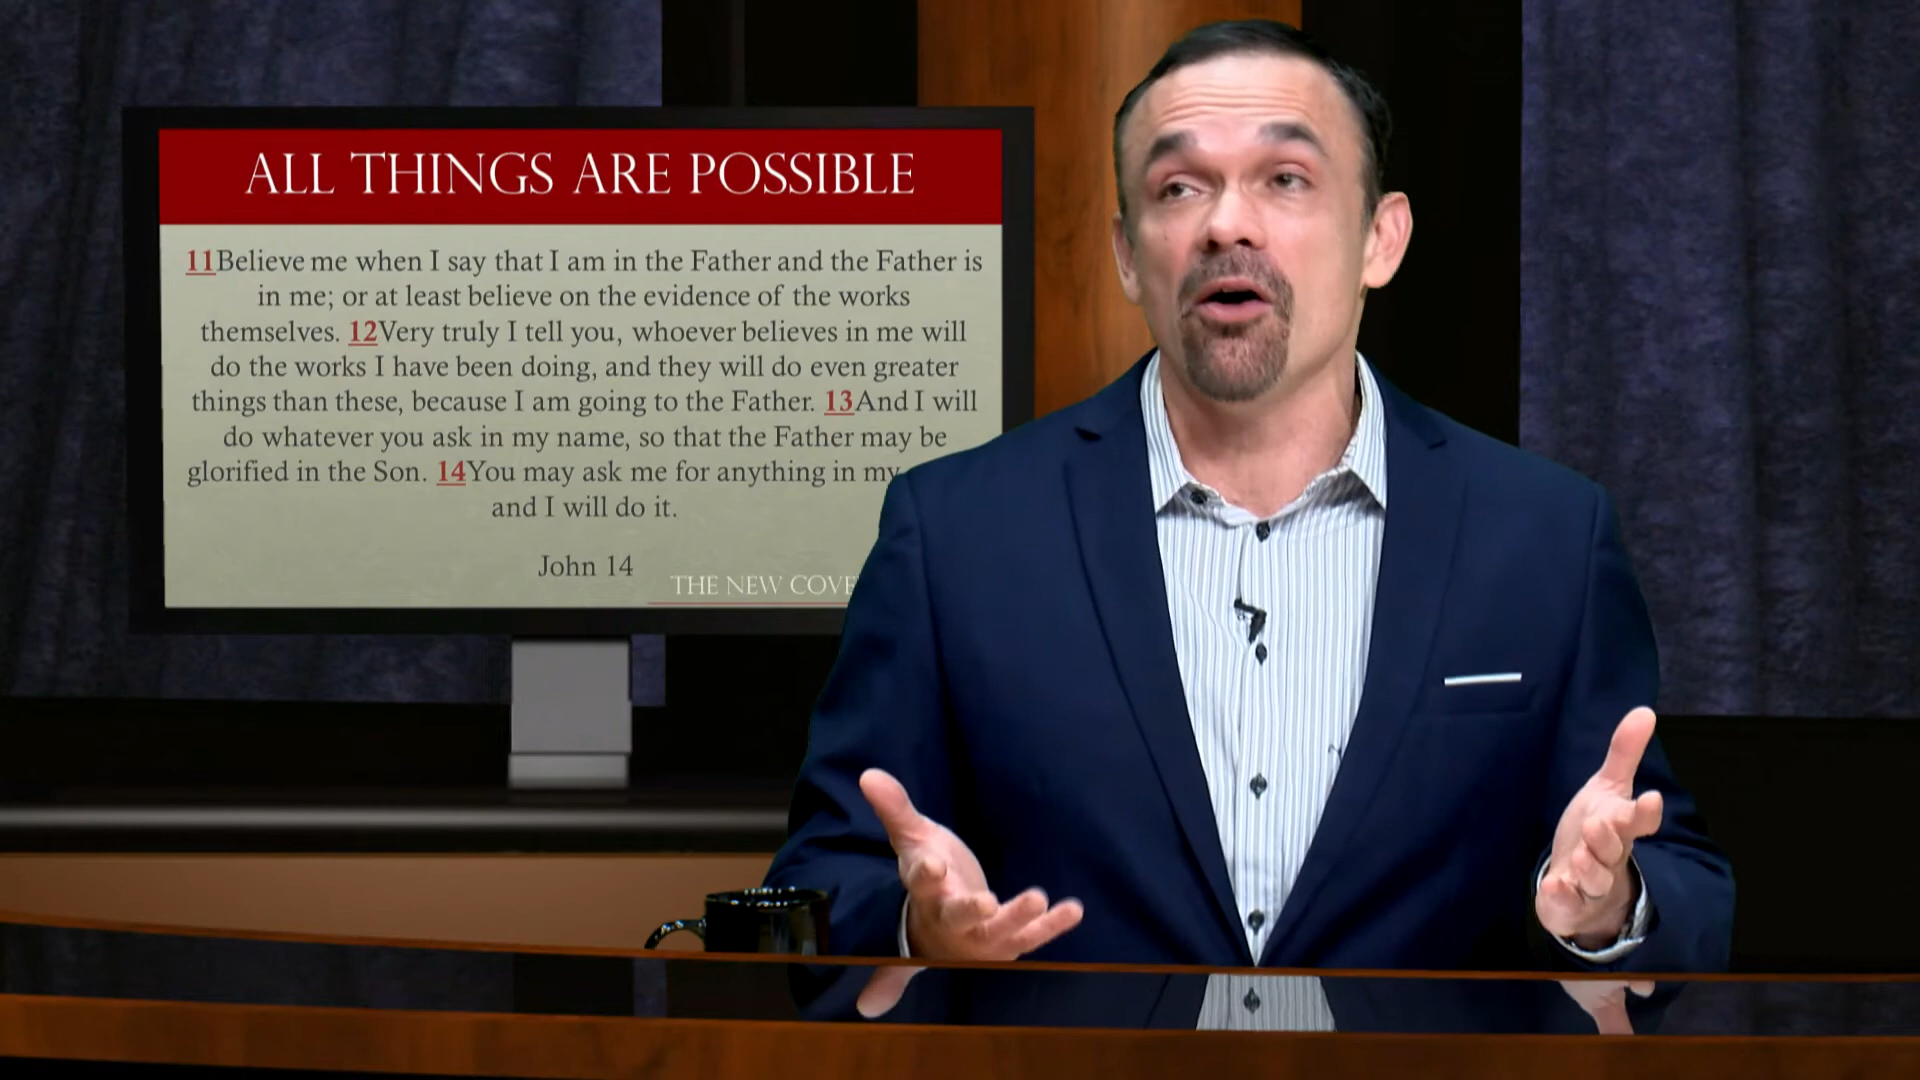 ALL THINGS ARE POSSIBLE
11Believe me when I say that I am in the Father and the Father is
in me; or at least believe on the evidence of the works
themselves. 12Very truly I tell you, whoever believes in me will
do the works I have been doing, and they will do even greater
things than these, because I am going to the Father. 13And I will
do whatever you ask in my name, so that the Father may be
glorified in the Son. 14You may ask me for anything in my
and I will do it.
John 14
THE NEW